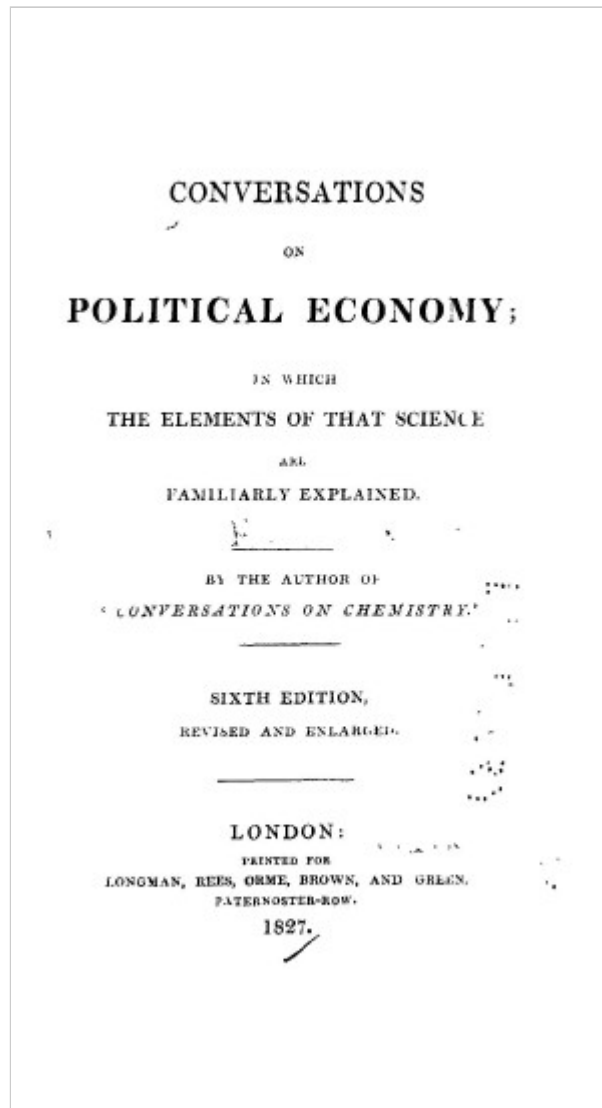 CONVERSATIONS
ON
POLITICAL ECONOMY;
IN WHICH
THE ELEMENTS OF THAT SCIENCE
ARE
FAMILIARLY EXPLAINED.
BY THE AUTHOR OF
"CONVERSATIONS ON CHEMISTRY."
SIXTH EDITION,
REVISED AND ENLARGED.
LONDON:
PRINTED FOR
LONGMAN, REES, ORME, BROWN, AND GREEN,
PATERNOSTER-ROW.
1827.